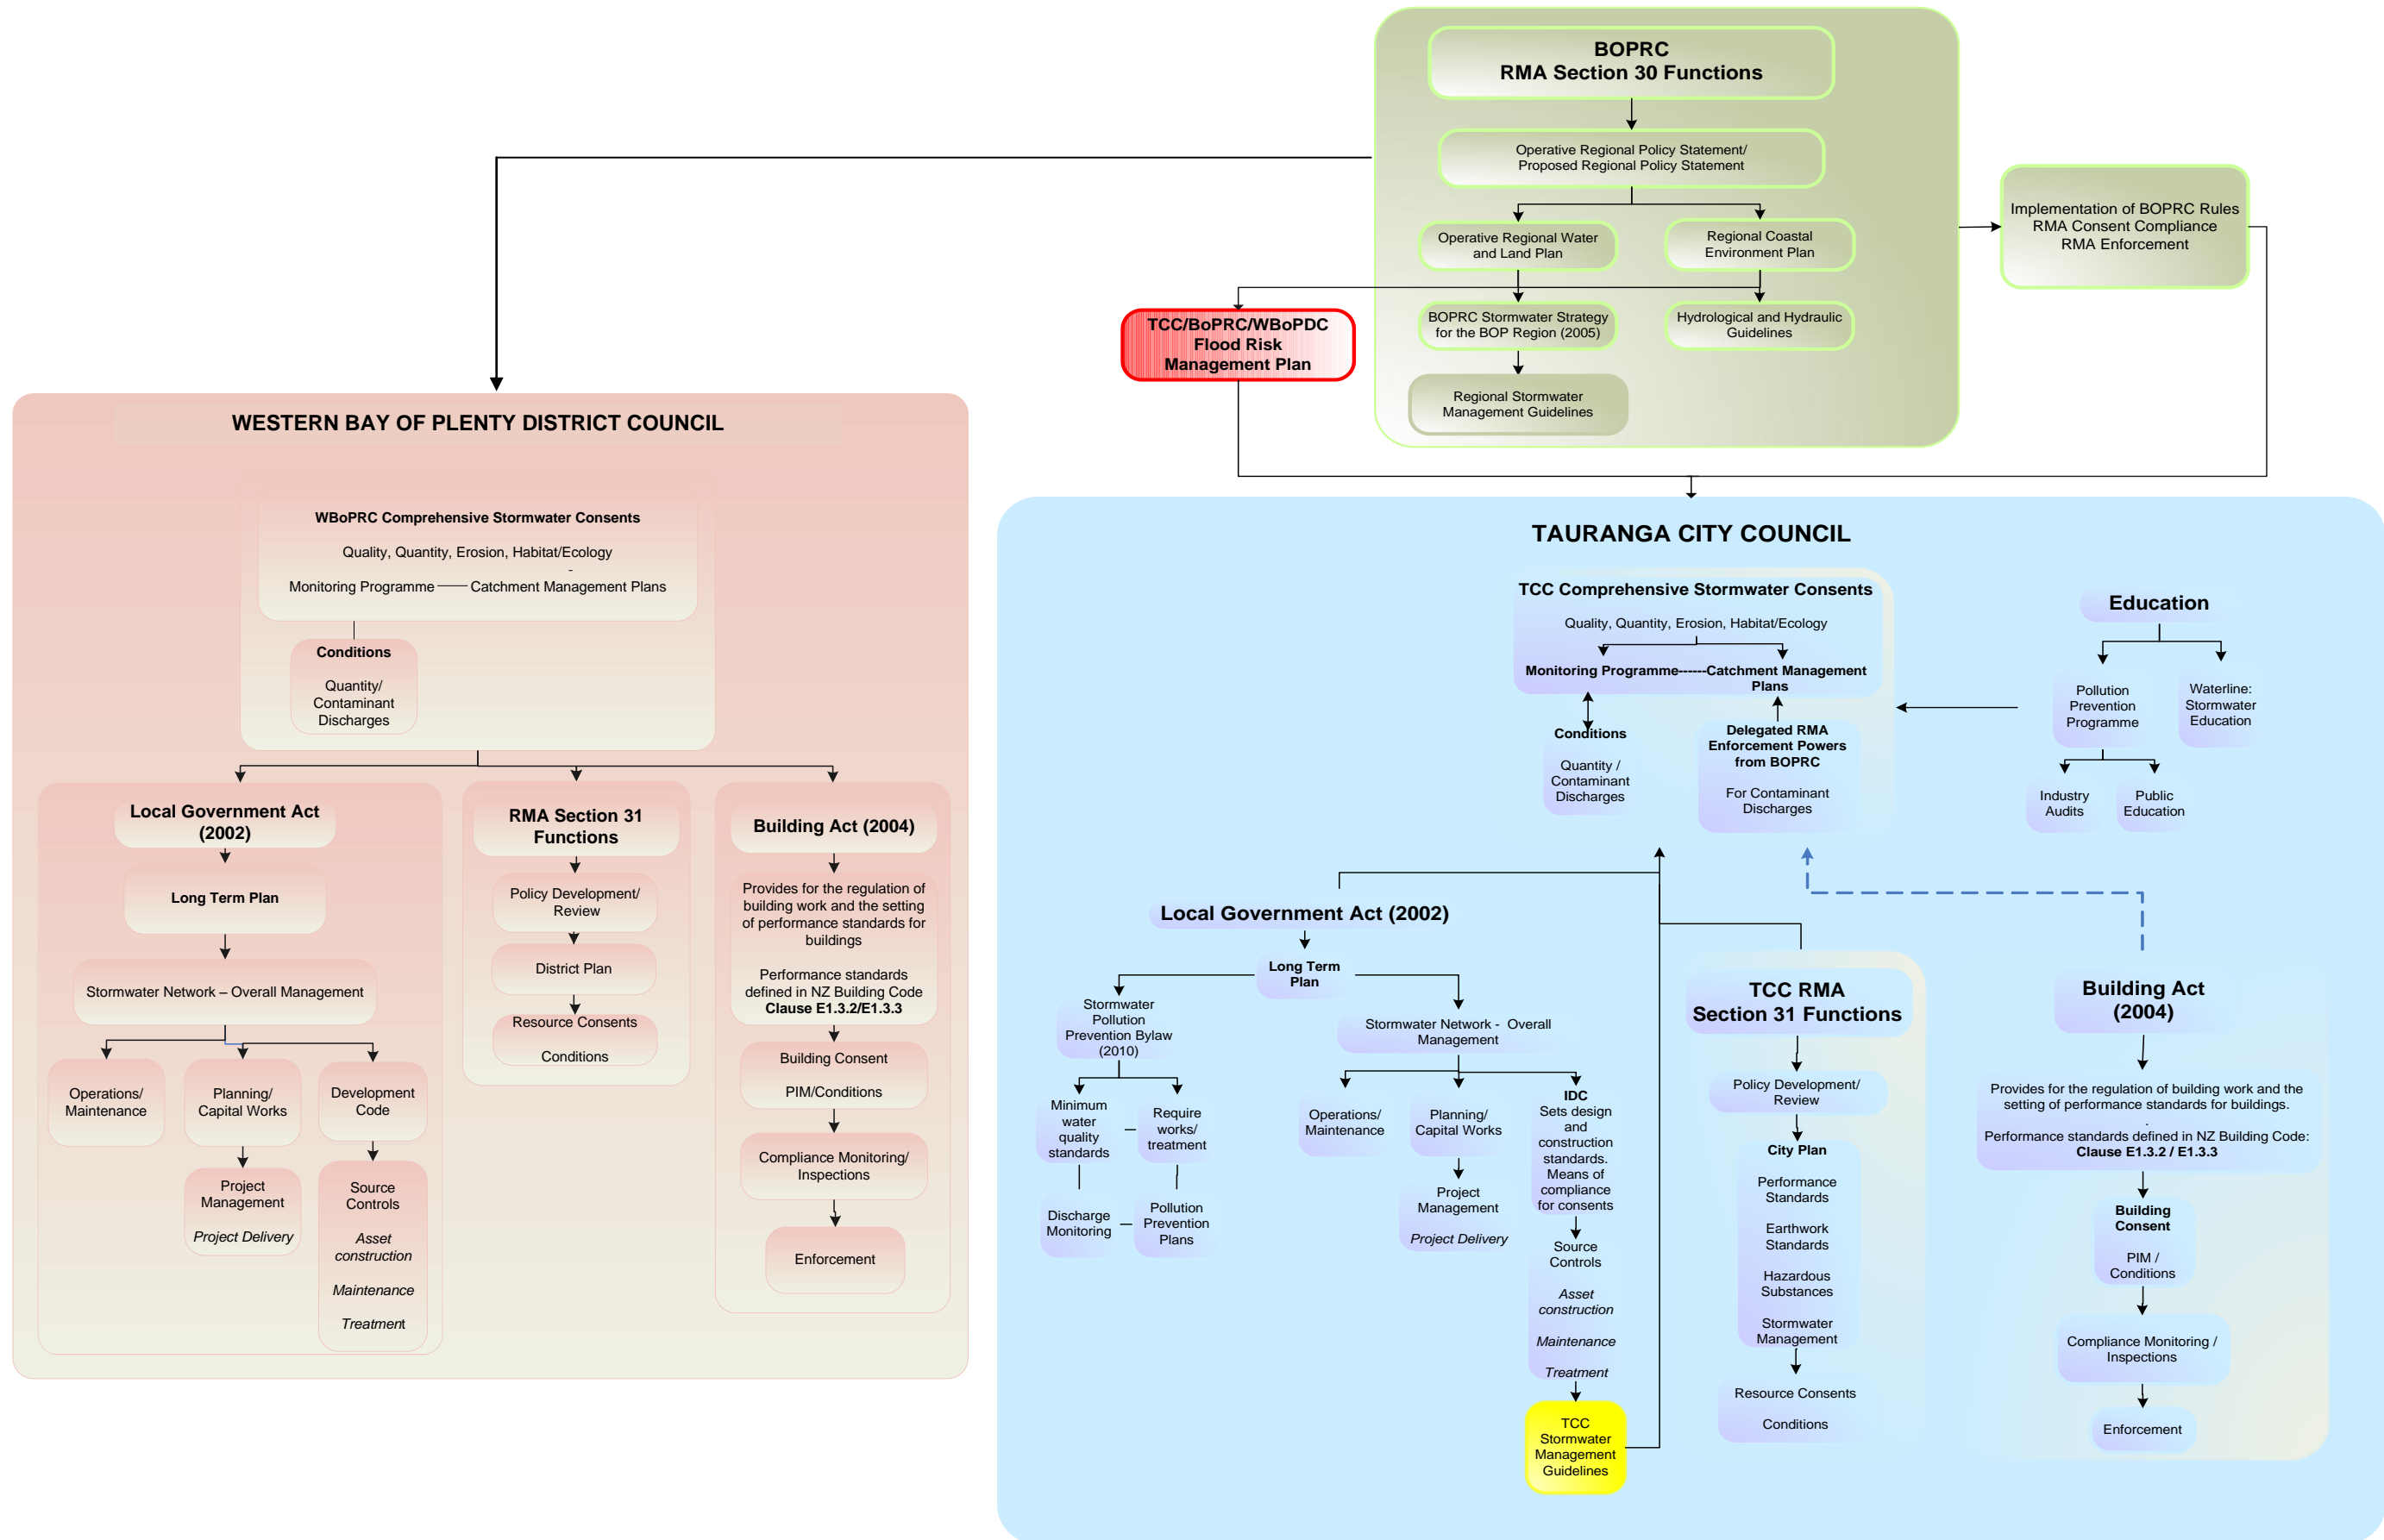 BOPRC
RMA Section 30 Functions
Operative Regional Policy Statement/
Proposed Regional Policy Statement
Operative Regional Water
and Land Plan
Regional Coastal
Environment Plan
BOPRC Stormwater Strategy
for the BOP Region (2005)
Hydrological and Hydraulic
Guidelines
Regional Stormwater
Management Guidelines
Implementation of BOPRC Rules
RMA Consent Compliance
RMA Enforcement
TCC/BoPRC/WBoPDC
Flood Risk
Management Plan
WESTERN BAY OF PLENTY DISTRICT COUNCIL
WBoPRC Comprehensive Stormwater Consents
Quality, Quantity, Erosion, Habitat/Ecology
-
Monitoring Programme Catchment Management Plans
Conditions
Quantity/
Contaminant
Discharges
Local Government Act
(2002)
Long Term Plan
Stormwater Network – Overall Management
Operations/
Maintenance
Planning/
Capital Works
Project
Management
Project Delivery
Development
Code
Source
Controls
Asset
construction
Maintenance
Treatment
RMA Section 31
Functions
Policy Development/
Review
District Plan
Resource Consents
Conditions
Building Act (2004)
Provides for the regulation of
building work and the setting
of performance standards for
buildings
Performance standards
defined in NZ Building Code
Clause E1.3.2/E1.3.3
Building Consent
PIM/Conditions
Compliance Monitoring/
Inspections
Enforcement
TAURANGA CITY COUNCIL
TCC Comprehensive Stormwater Consents
Quality, Quantity, Erosion, Habitat/Ecology
Monitoring Programme------Catchment Management
Plans
Conditions
Quantity /
Contaminant
Discharges
Delegated RMA
Enforcement Powers
from BOPRC
For Contaminant
Discharges
Education
Pollution
Prevention
Programme
Waterline:
Stormwater
Education
Industry
Audits
Public
Education
Local Government Act (2002)
Long Term
Plan
Stormwater
Pollution
Prevention Bylaw
(2010)
Minimum
water
quality
standards
Require
works/
treatment
Discharge
Monitoring
Pollution
Prevention
Plans
Stormwater Network - Overall
Management
Operations/
Maintenance
Planning/
Capital Works
Project
Management
Project Delivery
IDC
Sets design
and
construction
standards.
Means of
compliance
for consents
Source
Controls
Asset
construction
Maintenance
Treatment
TCC
Stormwater
Management
Guidelines
TCC RMA
Section 31 Functions
Policy Development/
Review
City Plan
Performance
Standards
Earthwork
Standards
Hazardous
Substances
Stormwater
Management
Resource Consents
Conditions
Building Act
(2004)
Provides for the regulation of building work and the
setting of performance standards for buildings.
.
Performance standards defined in NZ Building Code:
Clause E1.3.2 / E1.3.3
Building
Consent
PIM /
Conditions
Compliance Monitoring /
Inspections
Enforcement